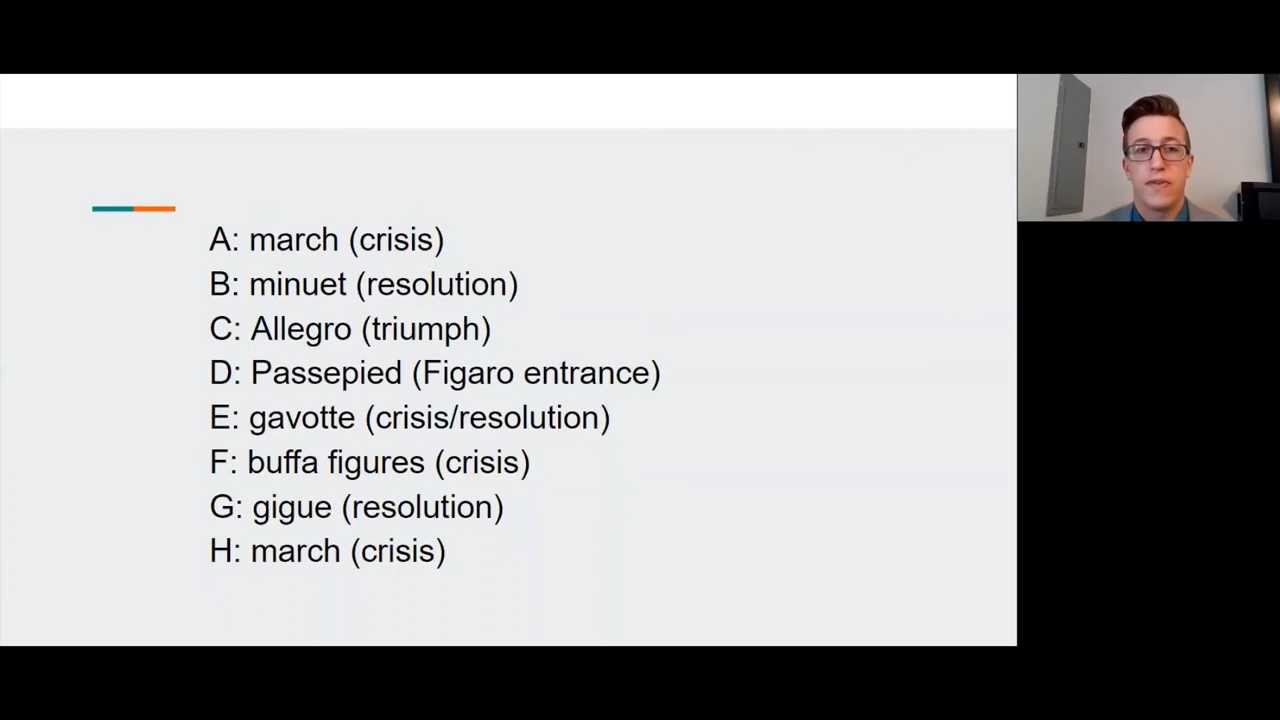 A: march (crisis)
B: minuet (resolution)
C: Allegro (triumph)
D: Passepied (Figaro entrance)
E: gavotte (crisis/resolution)
F: buffa figures (crisis)
G: gigue (resolution)
H: march (crisis)